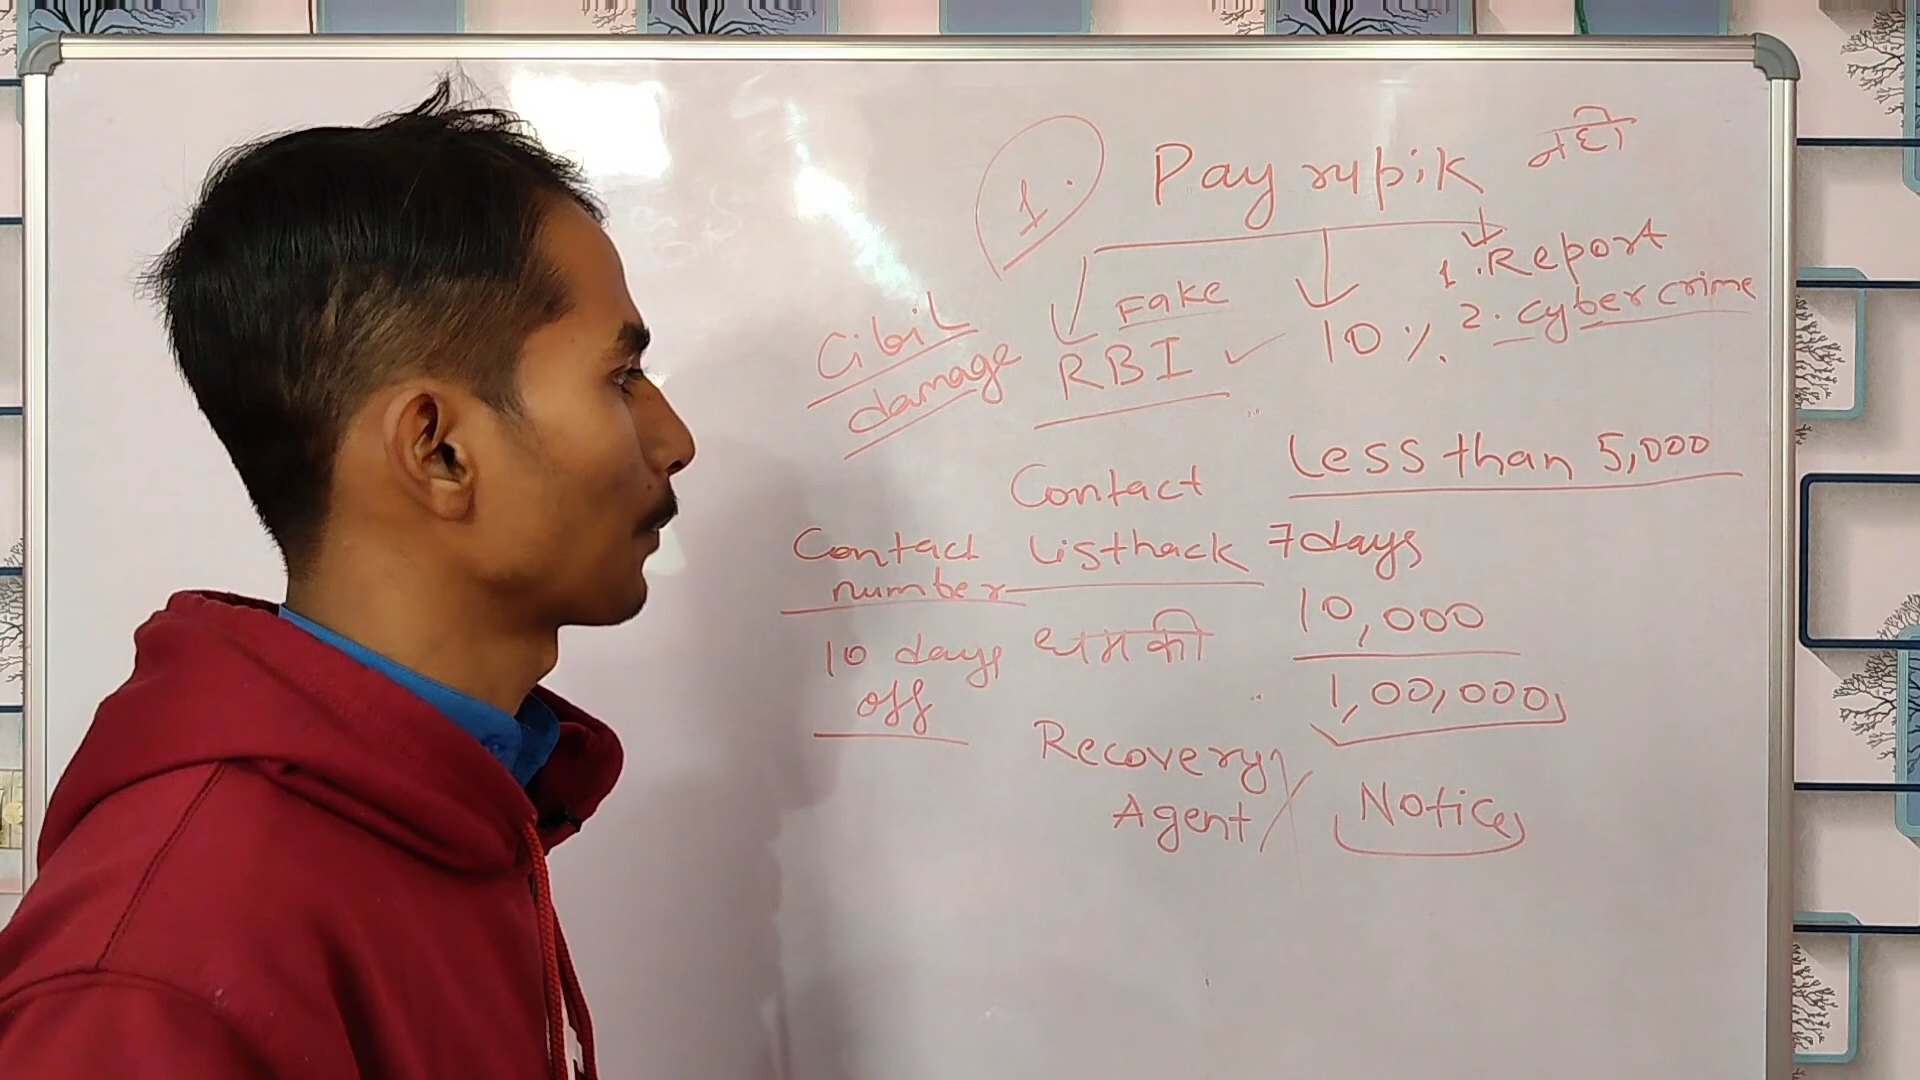 1.
Pay rupik नही
1. Report
2. Cyber crime
Cibil
damage
Fake
RBI ✓
10 %.
Less than 5,000
Contact
List hack
Contact
number
7 days
10,000
1,00,000
10 days
off
धमकी
Recovery
Agent
Notice